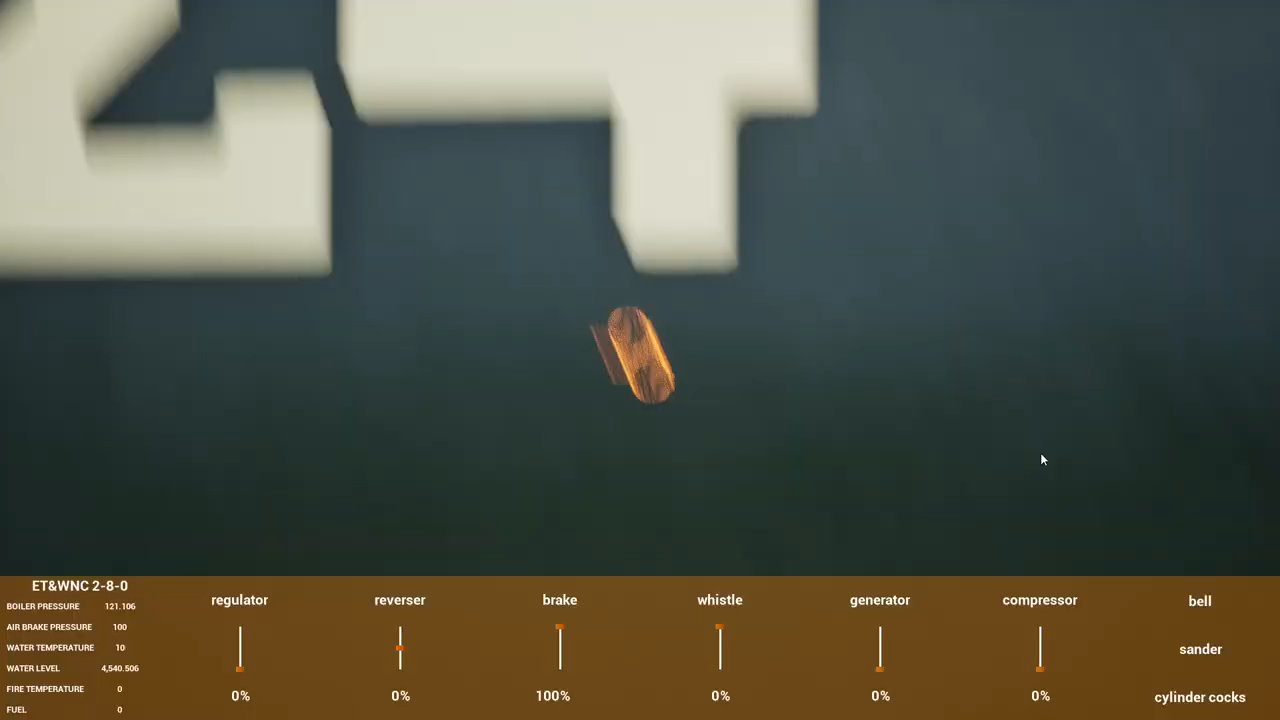 24
ET&WNC 2-8-0
BOILER PRESSURE 121.106
AIR BRAKE PRESSURE 100
WATER TEMPERATURE 10
WATER LEVEL 4,540.506
FIRE TEMPERATURE 0
FUEL 0
regulator
0%
reverser
0%
brake
100%
whistle
0%
generator
0%
compressor
0%
bell
sander
cylinder cocks